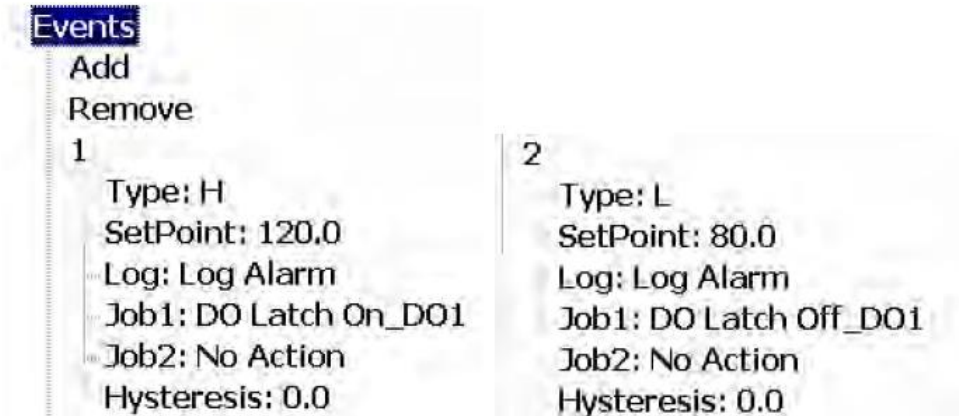 Events
Add
Remove
1
Type: H
SetPoint: 120.0
Log: Log Alarm
Job1: DO Latch On_DO1
Job2: No Action
Hysteresis: 0.0
2
Type: L
SetPoint: 80.0
Log: Log Alarm
Job1: DO Latch Off_DO1
Job2: No Action
Hysteresis: 0.0